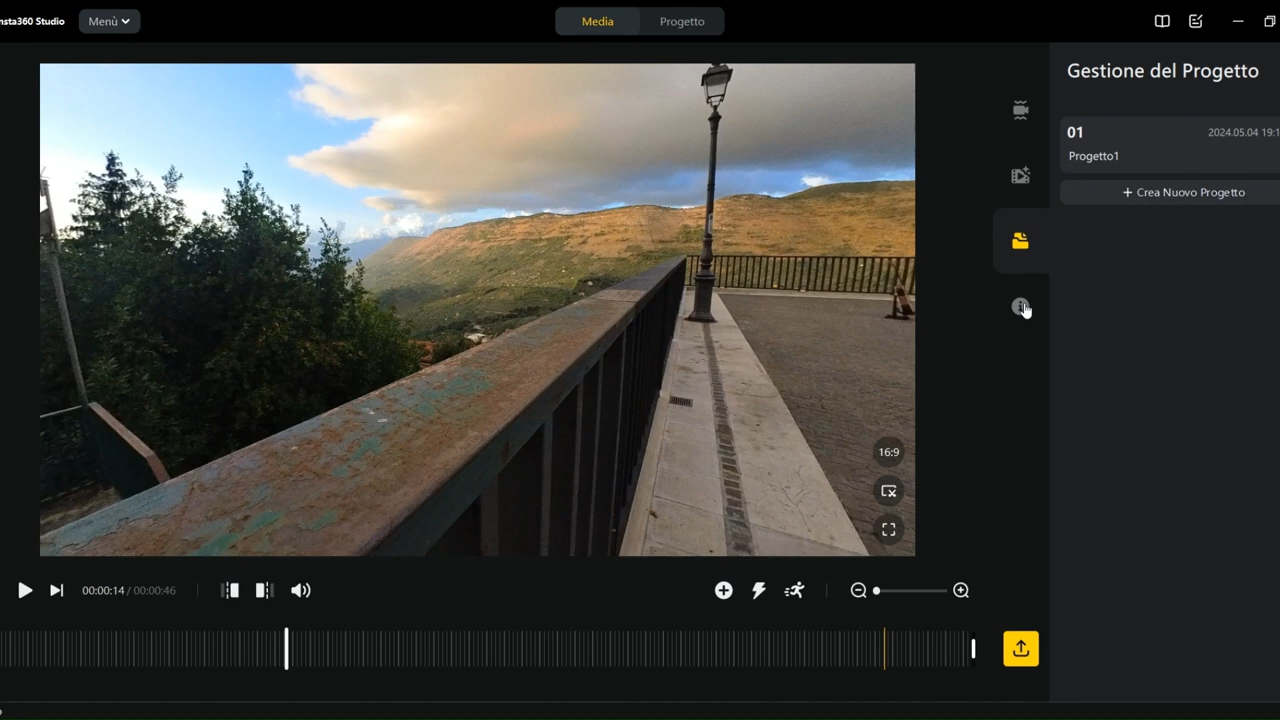 nsta360 Studio
Menù
Media
Progetto
Gestione del Progetto
01
2024.05.04 19:1
Progetto1
+ Crea Nuovo Progetto
16:9
00:00:14 / 00:00:46